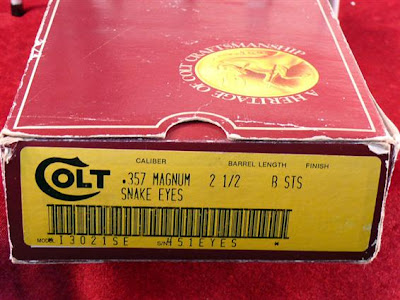 A HERITAGE OF COLT CRAFTSMANSHIP
CALIBER BARREL LENGTH FINISH
COLT .357 MAGNUM 2 1/2 B STS
SNAKE EYES
MODEL 13021SE S/N 451EYES